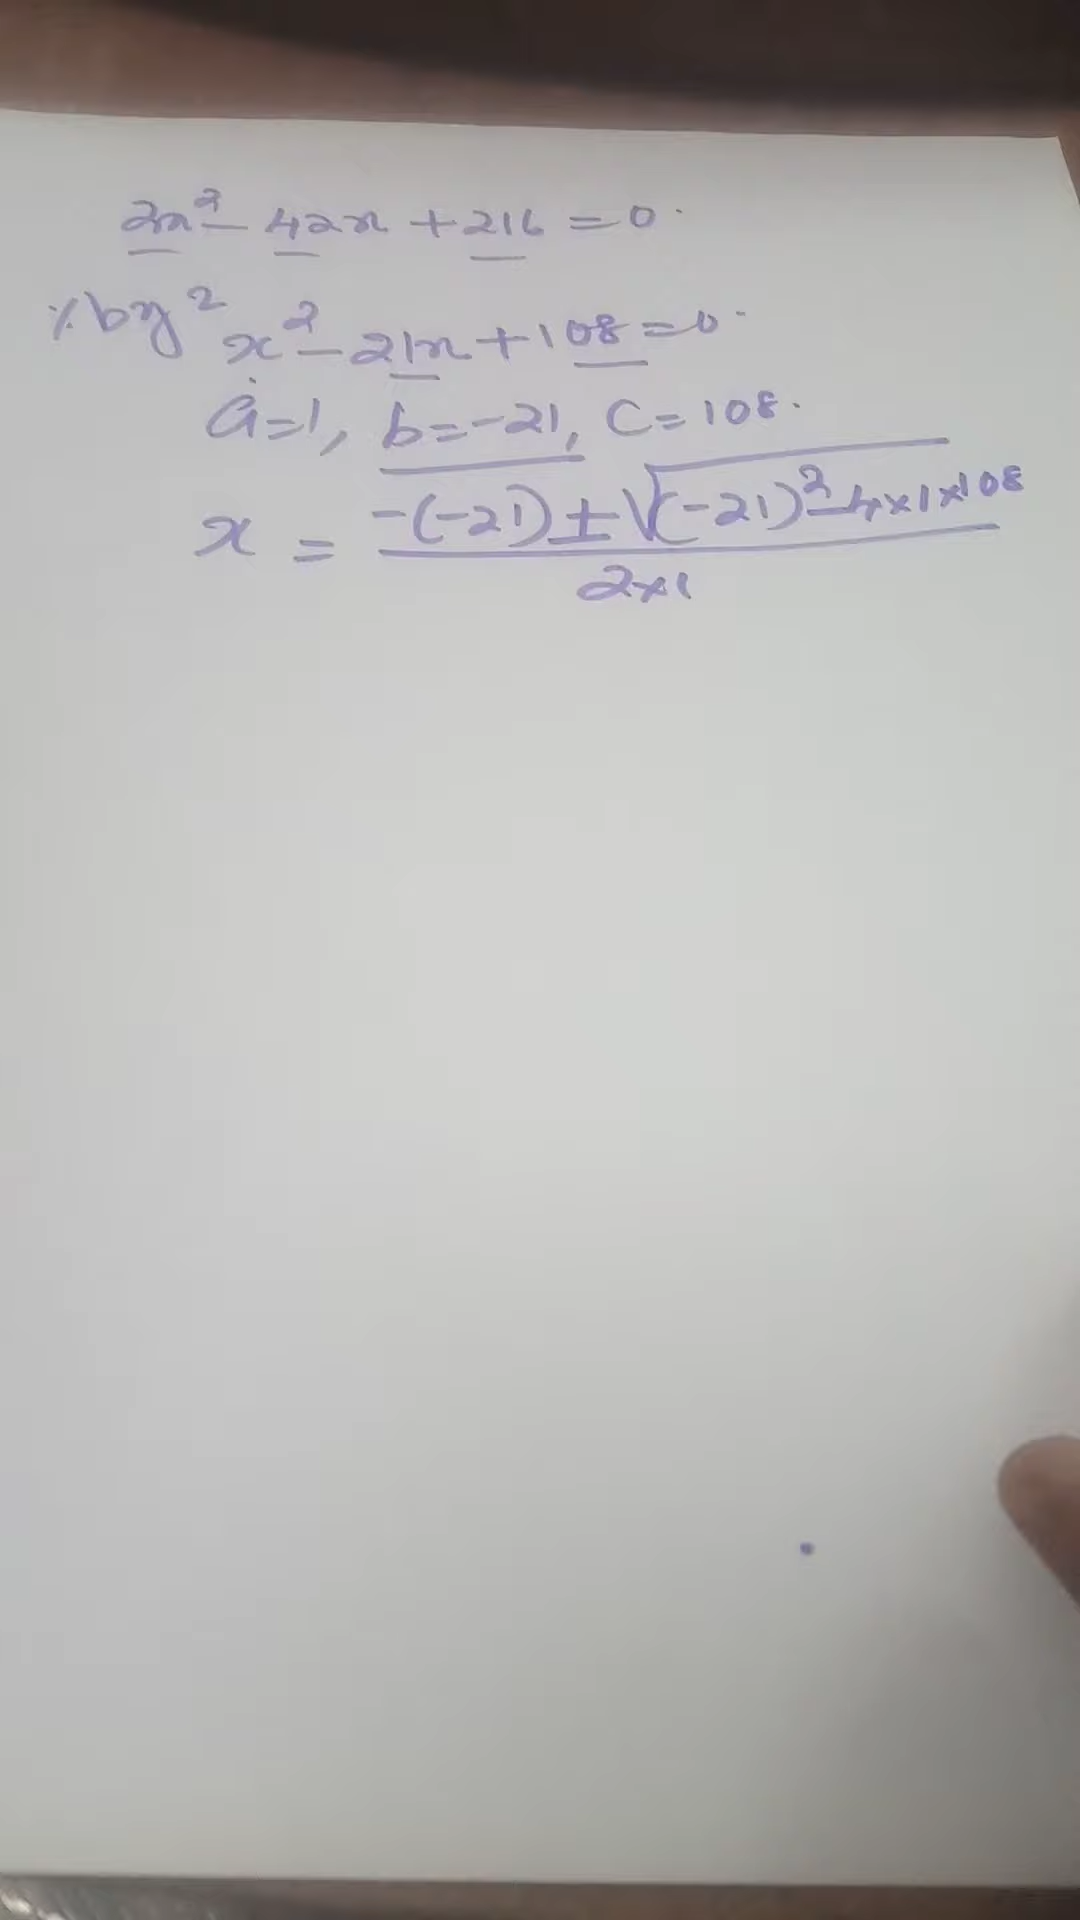 2x² - 42x + 216 = 0.
% by 2
x² - 21x + 108 = 0.
a=1, b=-21, C=108.
x = -(-21) ± √(-21)² - 4×1×108
2×1